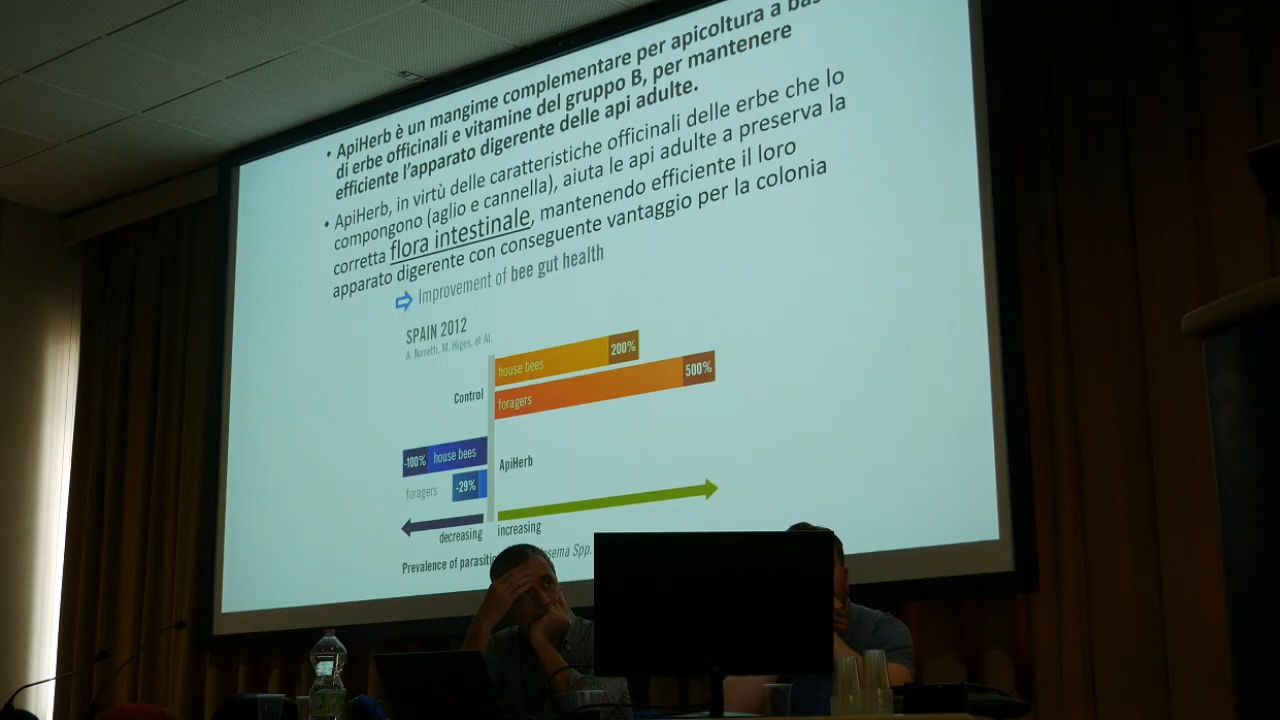 • ApiHerb è un mangime complementare per apicoltura a
di erbe officinali e vitamine del gruppo B, per mantenere
efficiente l'apparato digerente delle api adulte.
• ApiHerb, in virtù delle caratteristiche officinali delle erbe che lo
compongono (aglio e cannella), aiuta le api adulte a preserva la
corretta flora intestinale, mantenendo efficiente il loro
apparato digerente con conseguente vantaggio per la colonia
Improvement of bee gut health
SPAIN 2012
A. Nanetti, M. Higes, et Al.
Control
house bees 200%
foragers 500%
-100% house bees
ApiHerb
foragers -29%
decreasing increasing
Prevalence of Spp.